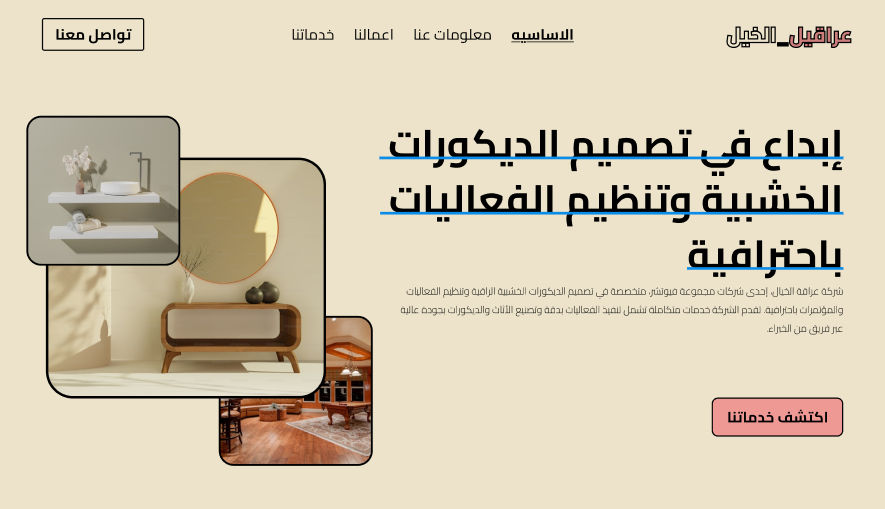 عراقيل_الخيل
الاساسيه
معلومات عنا
اعمالنا
خدماتنا
تواصل معنا
إبداع في تصميم الديكورات
الخشبية وتنظيم الفعاليات
باحترافية
شركة عراقة الخيال، إحدى شركات مجموعة فيوتشر، متخصصة في تصميم الديكورات الخشبية الراقية وتنظيم الفعاليات
والمؤتمرات باحترافية. تقدم الشركة خدمات متكاملة تشمل تنفيذ الفعاليات بدقة وتصنيع الأثاث والديكورات بجودة عالية
عبر فريق من الخبراء.
اكتشف خدماتنا